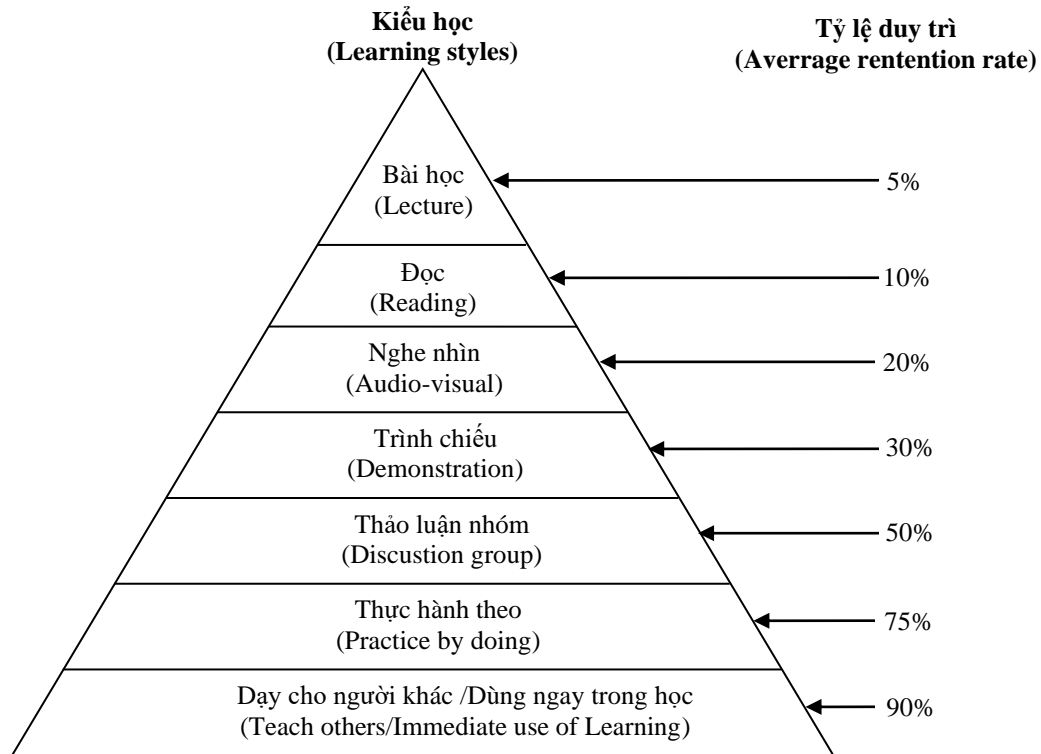 Kiểu học
(Learning styles)
Tỷ lệ duy trì
(Averrage rentention rate)
Bài học
(Lecture)
5%
Đọc
(Reading)
10%
Nghe nhìn
(Audio-visual)
20%
Trình chiếu
(Demonstration)
30%
Thảo luận nhóm
(Discustion group)
50%
Thực hành theo
(Practice by doing)
75%
Dạy cho người khác /Dùng ngay trong học
(Teach others/Immediate use of Learning)
90%